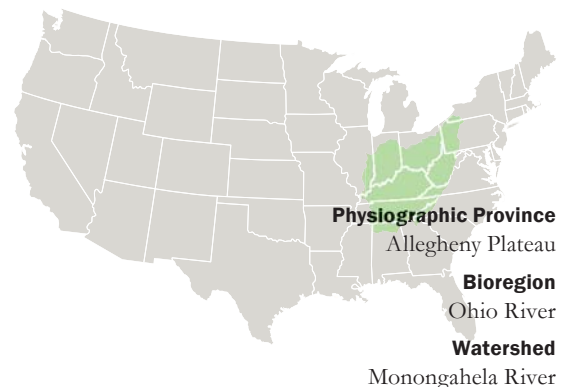 Physiographic Province
Allegheny Plateau
Bioregion
Ohio River
Watershed
Monongahela River